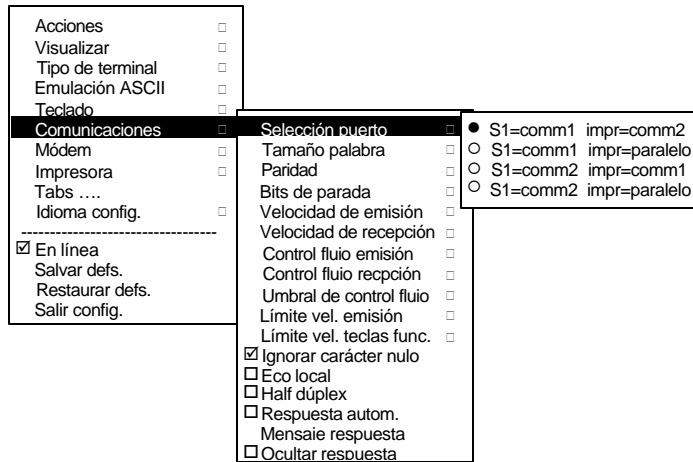 Acciones
Visualizar
Tipo de terminal
Emulación ASCII
Teclado
Comunicaciones
Módem
Impresora
Tabs ....
Idioma config.
----------------------------------
En línea
Salvar defs.
Restaurar defs.
Salir config.
Selección puerto
Tamaño palabra
Paridad
Bits de parada
Velocidad de emisión
Velocidad de recepción
Control fluio emisión
Control fluio recpción
Umbral de control fluio
Límite vel. emisión
Límite vel. teclas func.
Ignorar carácter nulo
Eco local
Half dúplex
Respuesta autom.
Mensaie respuesta
Ocultar respuesta
S1=comm1 impr=comm2
S1=comm1 impr=paralelo
S1=comm2 impr=comm1
S1=comm2 impr=paralelo